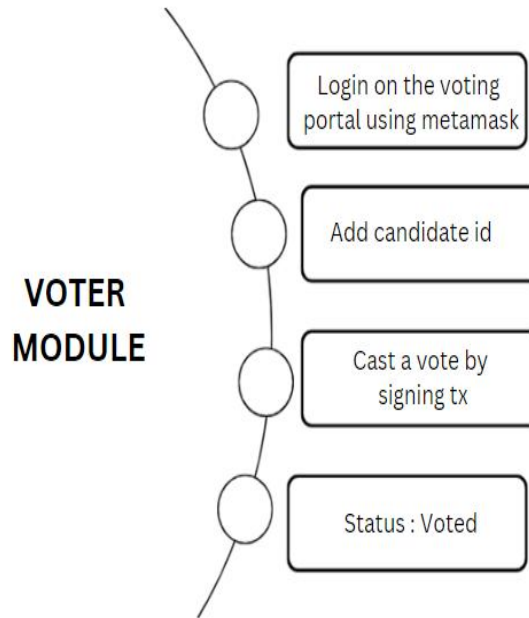 Login on the voting
portal using metamask
Add candidate id
VOTER
MODULE
Cast a vote by
signing tx
Status : Voted